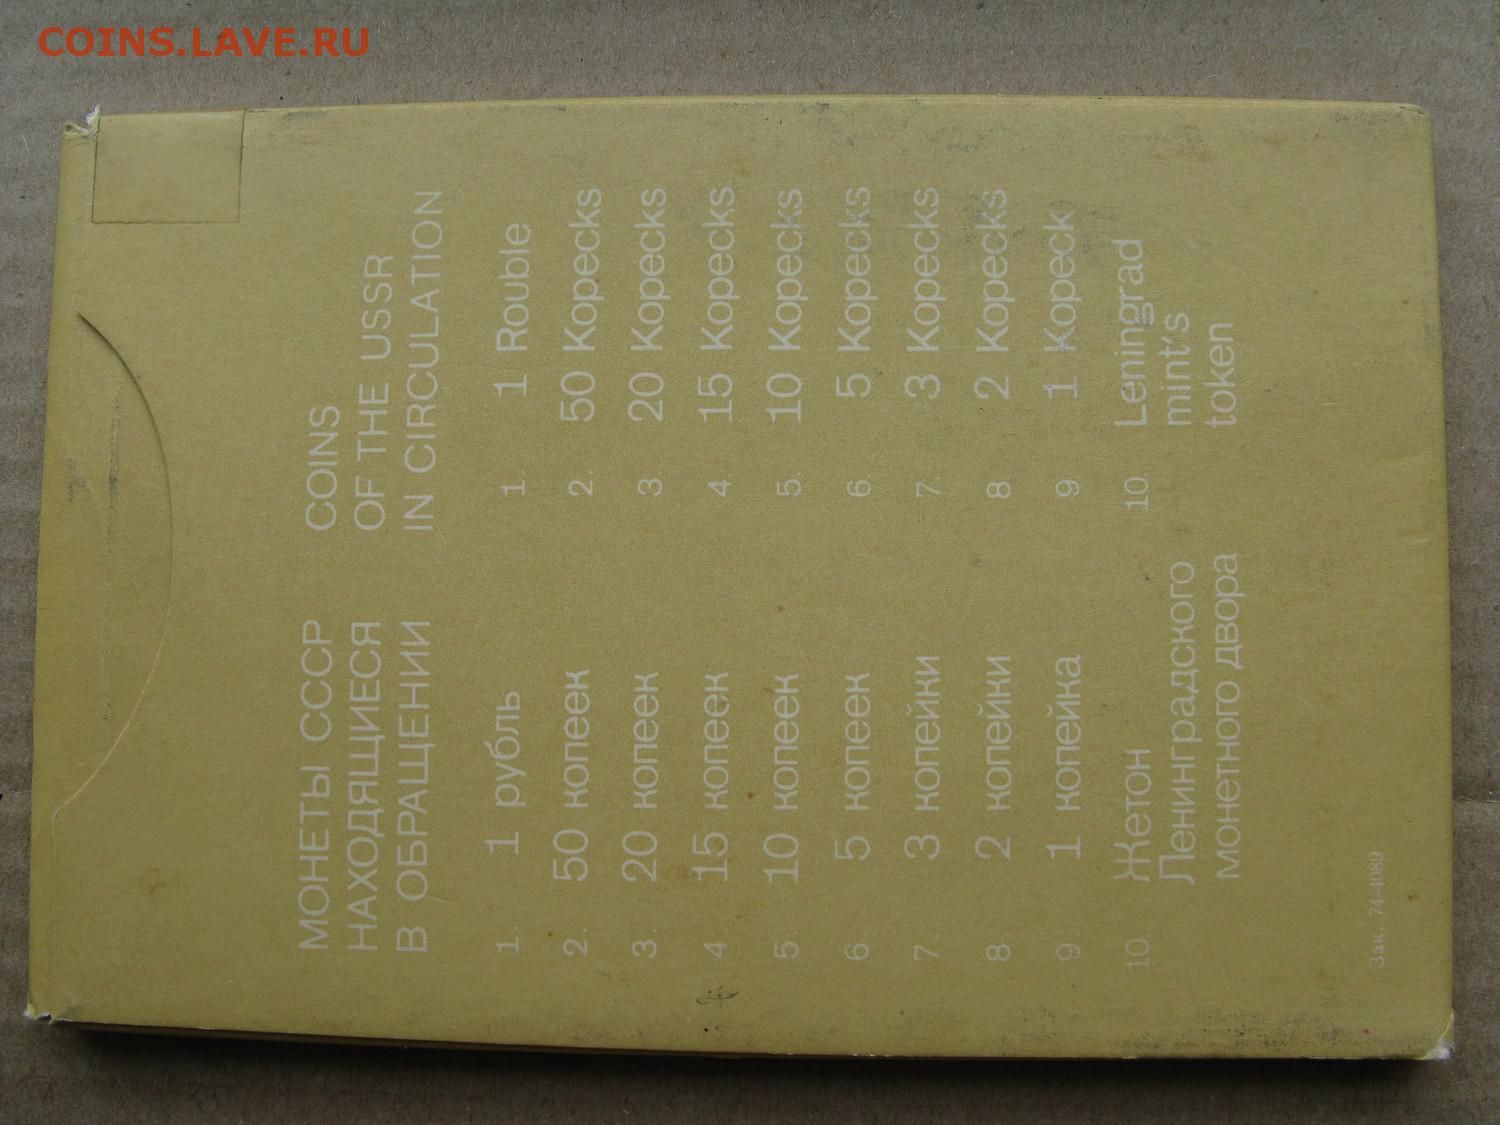 COINS.LAVE.RU
МОНЕТЫ СССР
НАХОДЯЩИЕСЯ
В ОБРАЩЕНИИ
1. 1 рубль
2. 50 копеек
3. 20 копеек
4 15 копеек
5. 10 копеек
6. 5 копеек
7. 3 копейки
8. 2 копейки
9 1 копейка
10. Жетон
Ленинградского
монетного двора
COINS
OF THE USSR
IN CIRCULATION
1. 1 Rouble
2. 50 Kopecks
3. 20 Kopecks
4 15 Kopecks
5. 10 Kopecks
6. 5 Kopecks
7. 3 Kopecks
8. 2 Kopecks
9 1 Kopeck
10. Leningrad
mint's
token
Зак. 74-4089